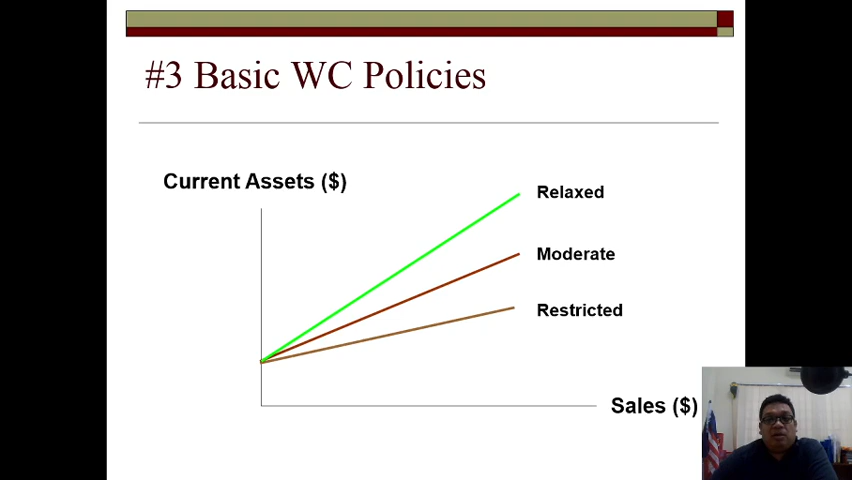 #3 Basic WC Policies
Current Assets ($)
Relaxed
Moderate
Restricted
Sales ($)